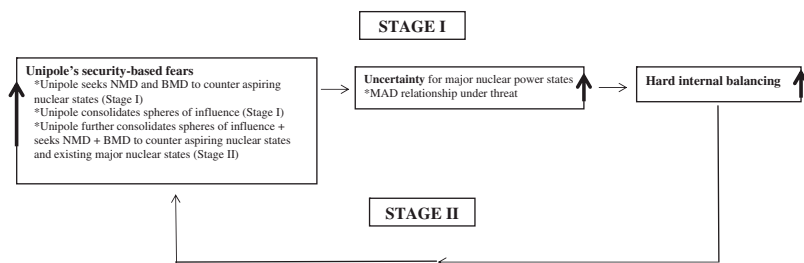 STAGE I
Unipole's security-based fears
*Unipole seeks NMD and BMD to counter aspiring
nuclear states (Stage I)
*Unipole consolidates spheres of influence (Stage I)
*Unipole further consolidates spheres of influence +
seeks NMD + BMD to counter aspiring nuclear states
and existing major nuclear states (Stage II)
Uncertainty for major nuclear power states
*MAD relationship under threat
Hard internal balancing
STAGE II